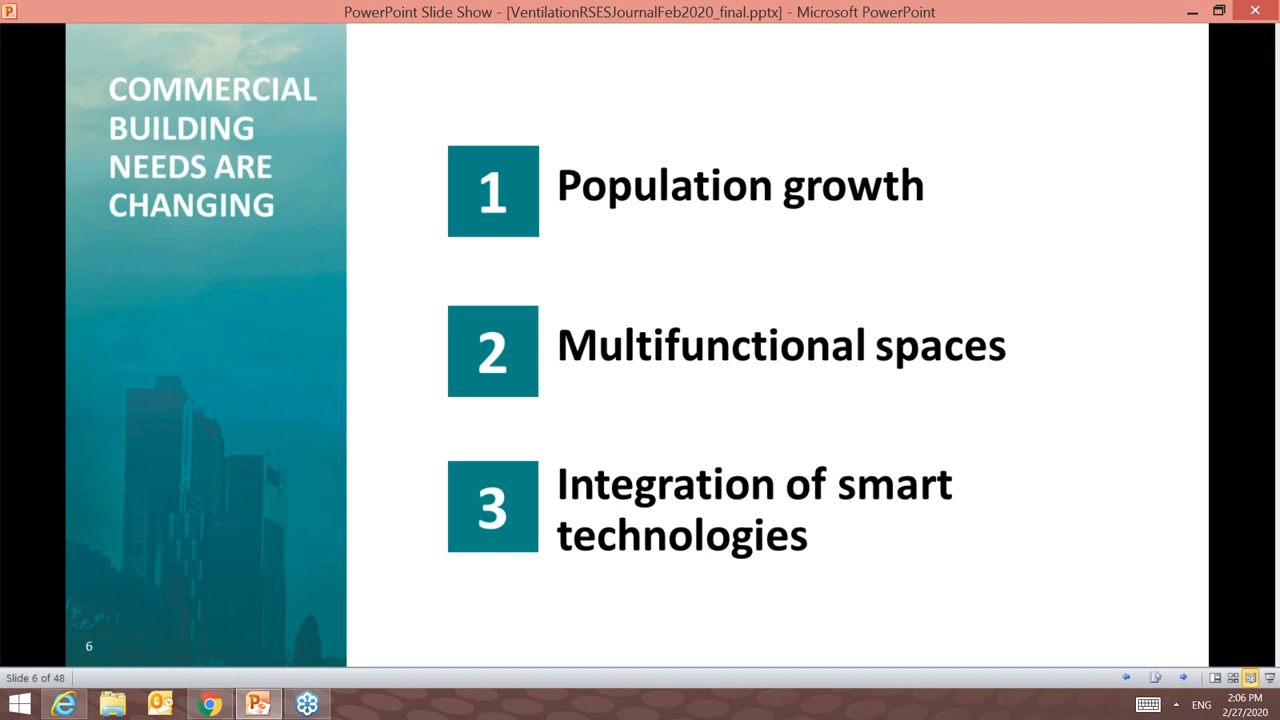 PowerPoint Slide Show - [VentilationRSESJournalFeb2020_final.pptx] - Microsoft PowerPoint
COMMERCIAL
BUILDING
NEEDS ARE
CHANGING
1 Population growth
2 Multifunctional spaces
3 Integration of smart
technologies
6
Slide 6 of 48
ENG
2:06 PM
2/27/2020